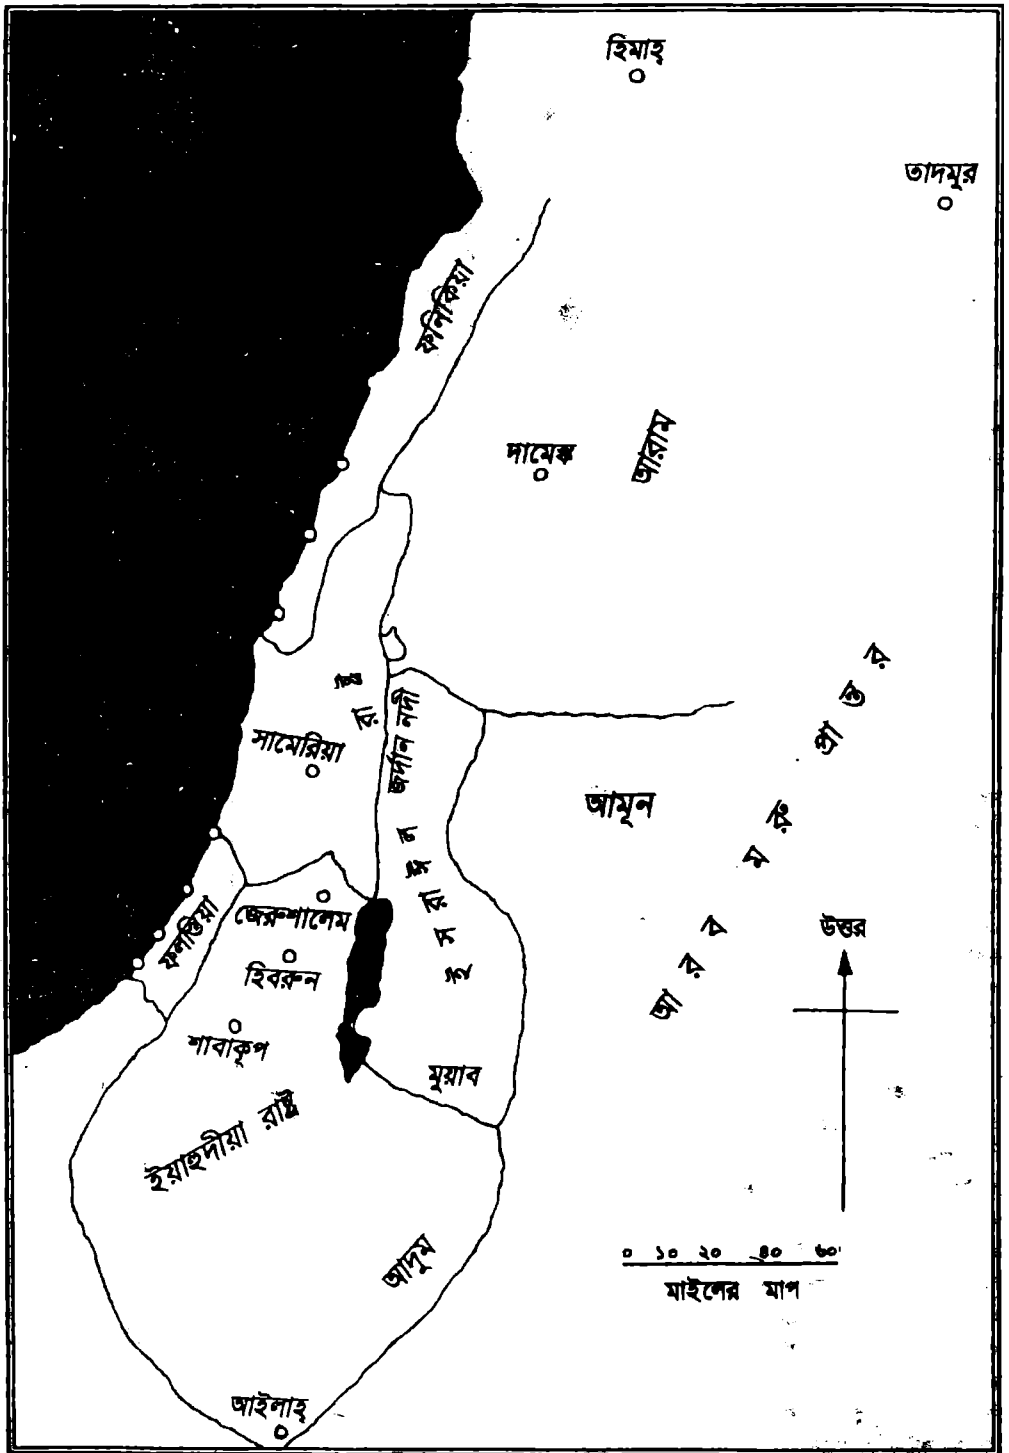 হিমাহ্
তাদমুর
ফনিকিয়া
দামেস্ক
আরাম
জর্দান নদী
সামেরিয়া
আমূন
আরব মরু প্রান্তর
জেরুশালেম
ফলস্তিয়া
হিবরুন
উত্তর
শাবাকূপ
মুয়াব
ইয়াহুদীয়া রাষ্ট্র
আদুম
০ ১০ ২০ ৪০ ৬০
মাইলের মাপ
আইলাহ্